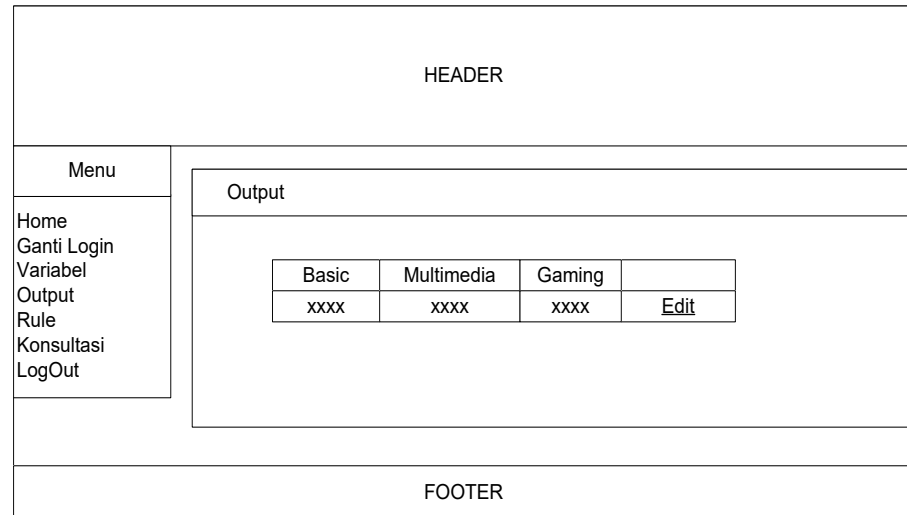 HEADER
Menu
Home
Ganti Login
Variabel
Output
Rule
Konsultasi
LogOut
Output
Basic Multimedia Gaming
xxxx xxxx xxxx Edit
FOOTER